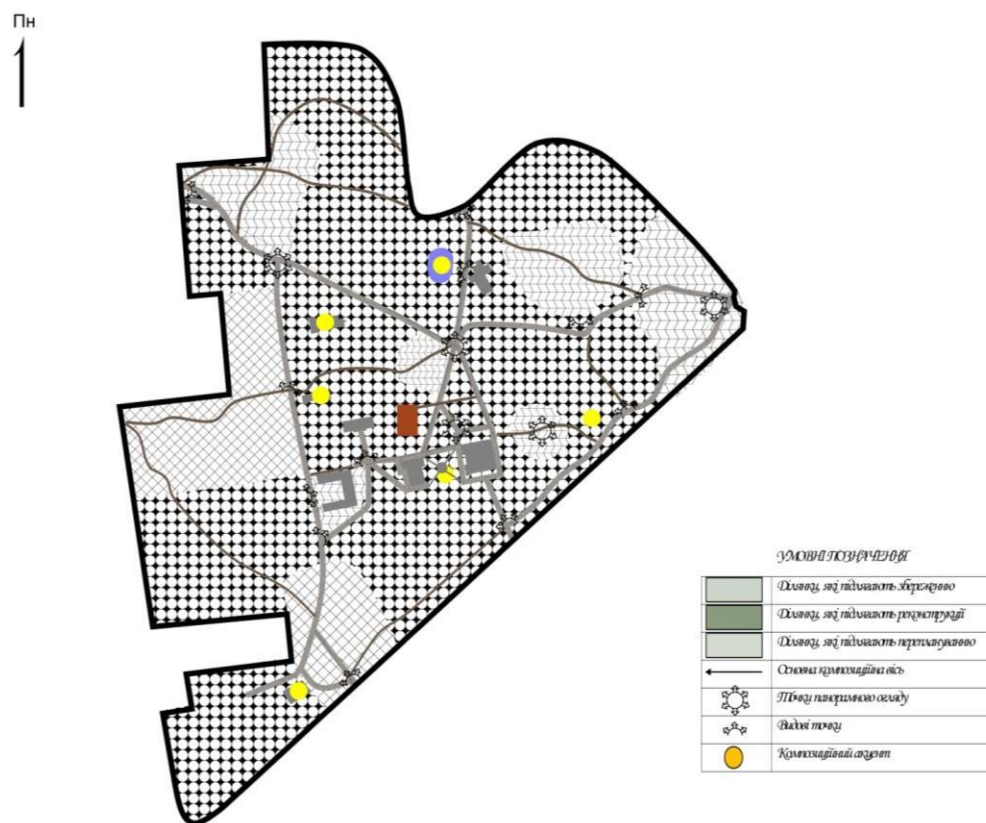 Пн
УМОВНІ ПОЗНАЧЕННЯ
Ділянки, які підлягають збереженню
Ділянки, які підлягають реконструкції
Ділянки, які підлягають переплануванню
Основна композиційна вісь
Точки панорамного огляду
Видові точки
Композиційний акцент